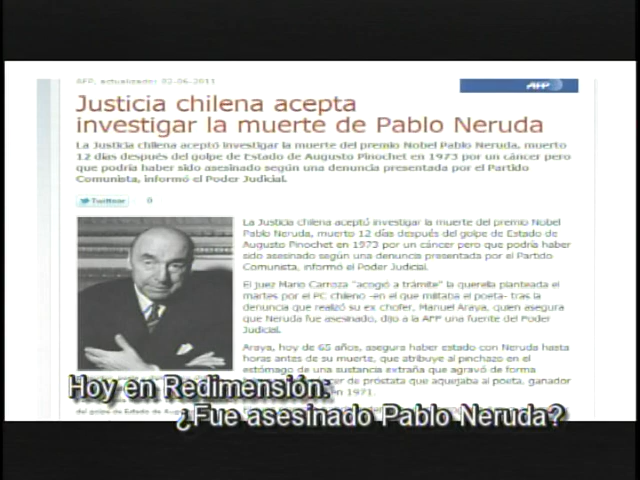 AFP, actualizado: 02-06-2011
AFP
Justicia chilena acepta
investigar la muerte de Pablo Neruda
La Justicia chilena aceptó investigar la muerte del premio Nobel Pablo Neruda, muerto
12 días después del golpe de Estado de Augusto Pinochet en 1973 por un cáncer pero
que podría haber sido asesinado según una denuncia presentada por el Partido
Comunista, informó el Poder Judicial.
Twittear 0
La Justicia chilena aceptó investigar la muerte del premio Nobel
Pablo Neruda, muerto 12 días después del golpe de Estado de
Augusto Pinochet en 1973 por un cáncer pero que podría haber
sido asesinado según una denuncia presentada por el Partido
Comunista, informó el Poder Judicial.
El juez Mario Carroza "acogió a trámite" la querella planteada el
martes por el PC chileno -en el que militaba el poeta- tras la
denuncia que realizó su ex chofer, Manuel Araya, quien asegura
que Neruda fue asesinado, dijo a la AFP una fuente del Poder
Judicial.
Araya, hoy de 65 años, asegura haber estado con Neruda hasta
horas antes de su muerte, que atribuye al pinchazo en el
estómago de una sustancia extraña que agravó de forma
de próstata que aquejaba al poeta, ganador
en 1971.
del golpe de Estado de
Hoy en Redimensión:
¿Fue asesinado Pablo Neruda?